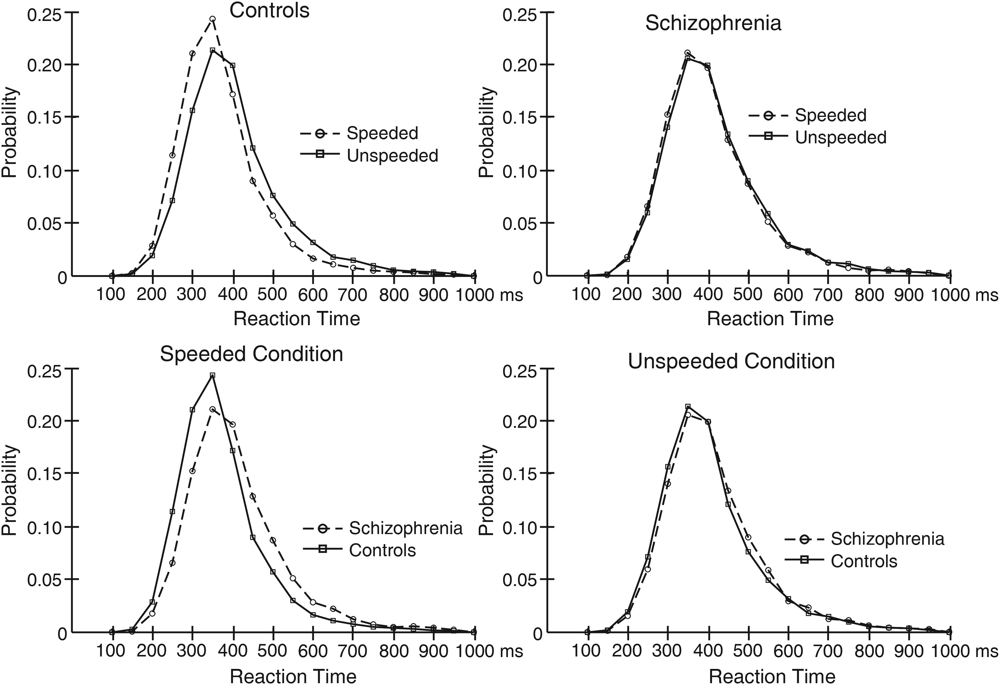 Controls
0.25
0.20
0.15
0.10
0.05
0
Probability
Speeded
Unspeeded
100 200 300 400 500 600 700 800 900 1000 ms
Reaction Time
Schizophrenia
0.25
0.20
0.15
0.10
0.05
0
Probability
Speeded
Unspeeded
100 200 300 400 500 600 700 800 900 1000 ms
Reaction Time
Speeded Condition
0.25
0.20
0.15
0.10
0.05
0
Probability
Schizophrenia
Controls
100 200 300 400 500 600 700 800 900 1000 ms
Reaction Time
Unspeeded Condition
0.25
0.20
0.15
0.10
0.05
0
Probability
Schizophrenia
Controls
100 200 300 400 500 600 700 800 900 1000 ms
Reaction Time